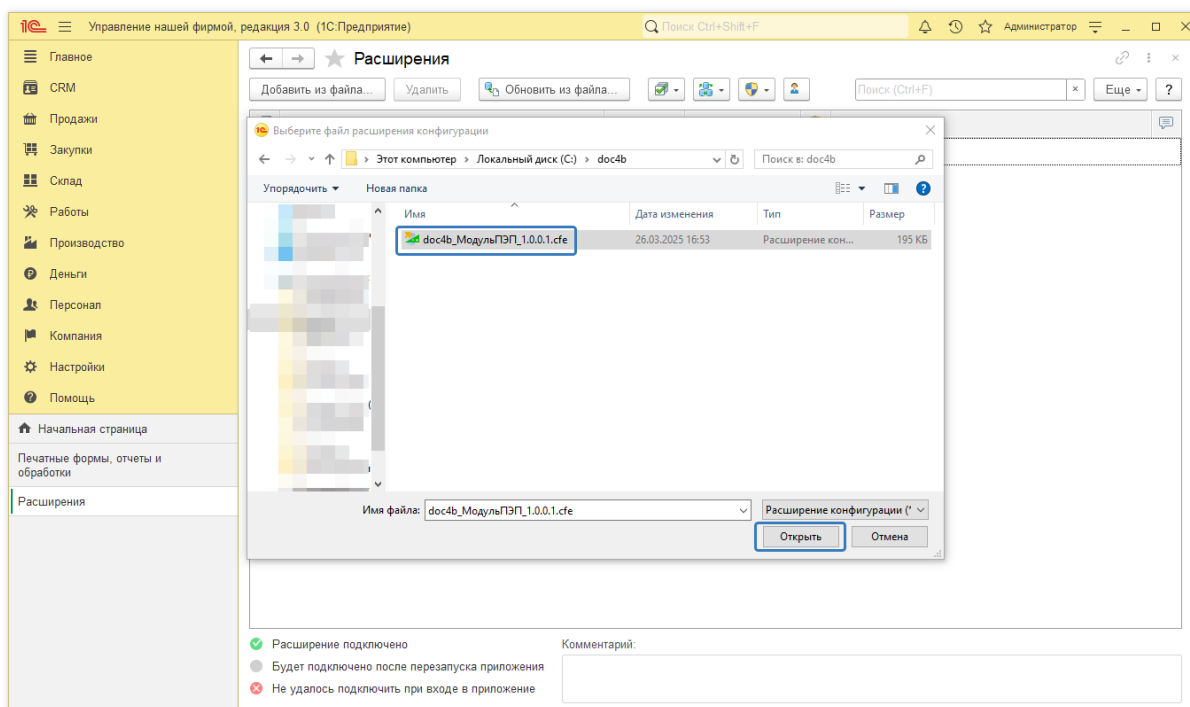 1С Управление нашей фирмой, редакция 3.0 (1С:Предприятие) Поиск Ctrl+Shift+F Администратор
Главное
CRM
Продажи
Закупки
Склад
Работы
Производство
Деньги
Персонал
Компания
Настройки
Помощь
Начальная страница
Печатные формы, отчеты и
обработки
Расширения
Расширения
Добавить из файла... Удалить Обновить из файла... Поиск (Ctrl+F) × Еще ?
1С Выберите файл расширения конфигурации
Этот компьютер › Локальный диск (C:) › doc4b Поиск в: doc4b
Упорядочить Новая папка ?
Имя Дата изменения Тип Размер
doc4b_МодульПЭП_1.0.0.1.cfe 26.03.2025 16:53 Расширение кон... 195 КБ
Имя файла: doc4b_МодульПЭП_1.0.0.1.cfe Расширение конфигурации (*
Открыть Отмена
Расширение подключено Комментарий:
Будет подключено после перезапуска приложения
Не удалось подключить при входе в приложение